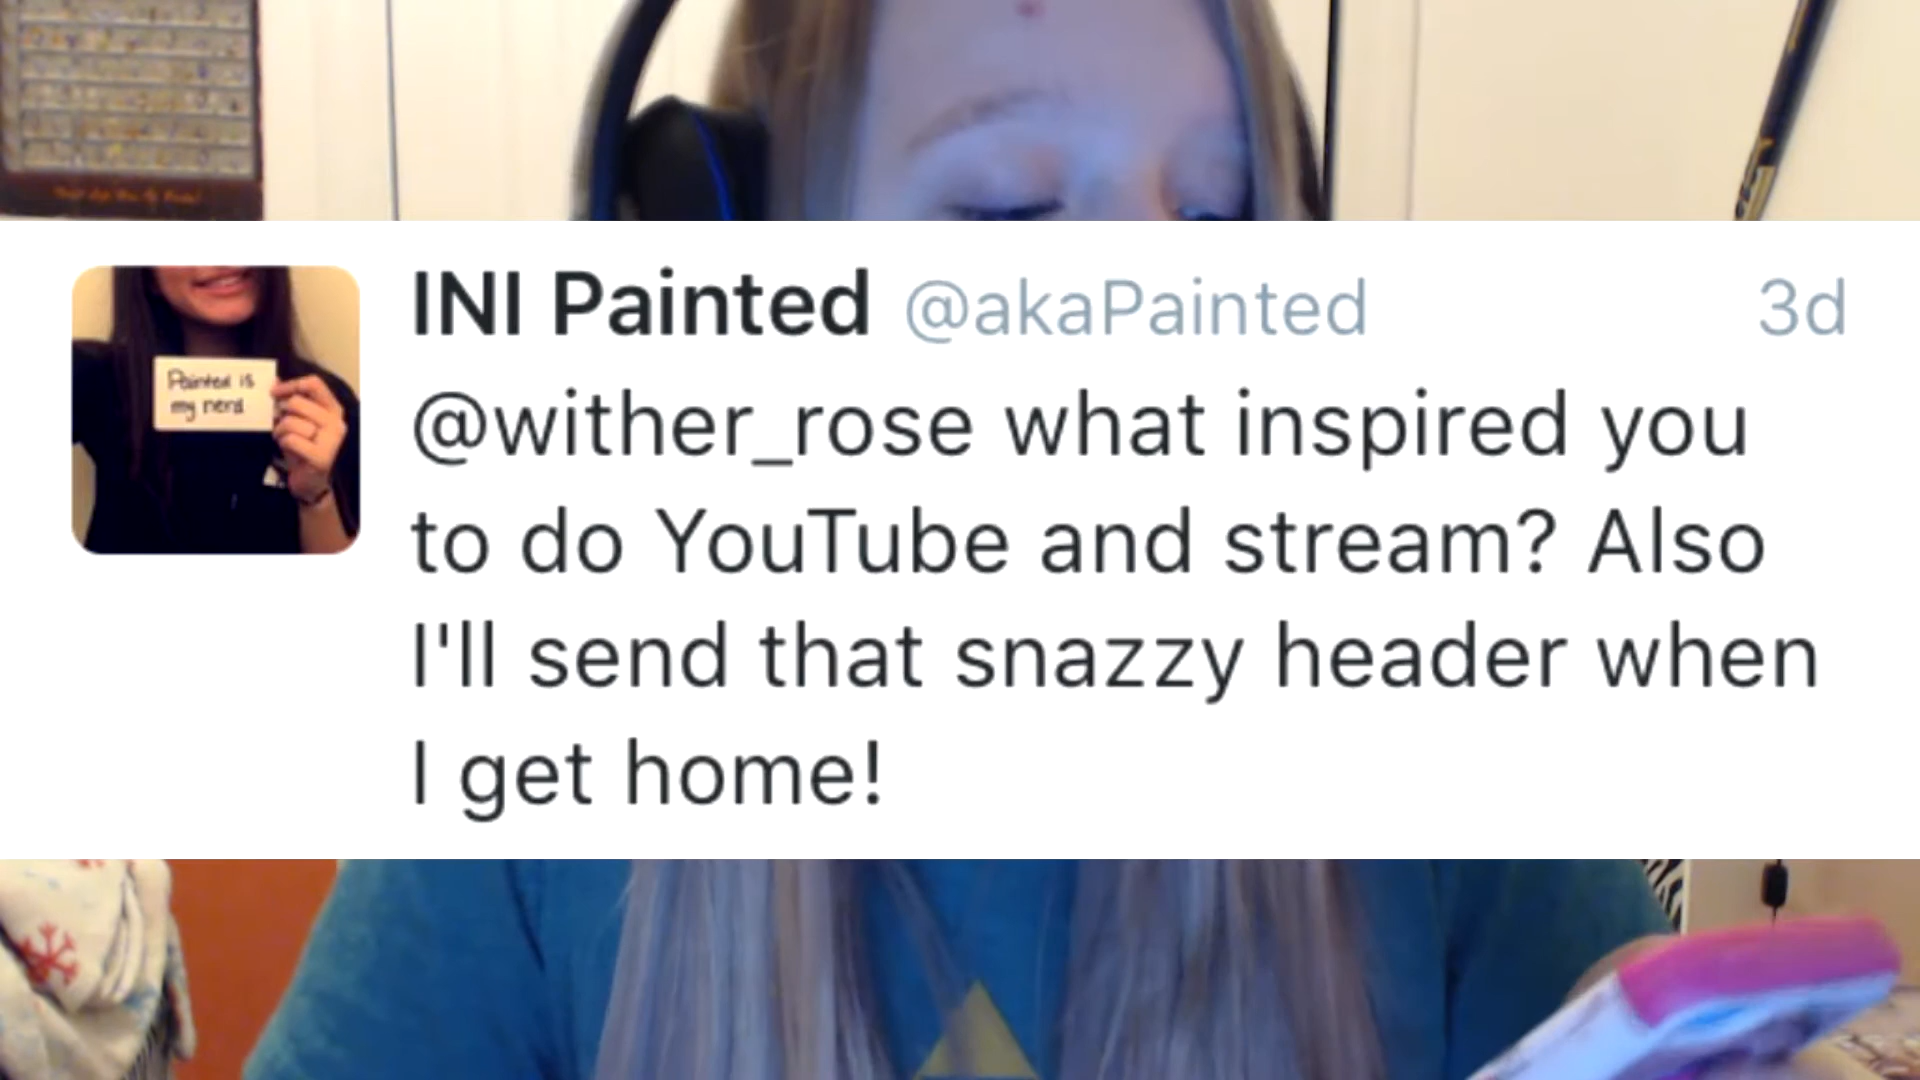 INI Painted @akaPainted 3d
@wither_rose what inspired you
to do YouTube and stream? Also
I'll send that snazzy header when
I get home!
Painted is
my nerd